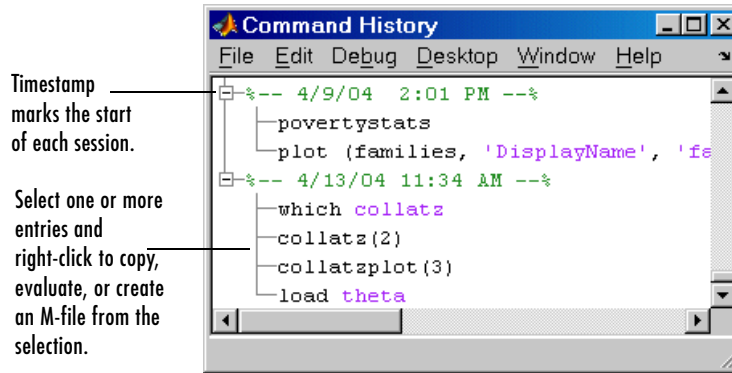 Command History
File Edit Debug Desktop Window Help
Timestamp
marks the start
of each session.
%-- 4/9/04 2:01 PM --%
povertystats
plot (families, 'DisplayName', 'fa
%-- 4/13/04 11:34 AM --%
Select one or more
entries and
right-click to copy,
evaluate, or create
an M-file from the
selection.
which collatz
collatz(2)
collatzplot(3)
load theta